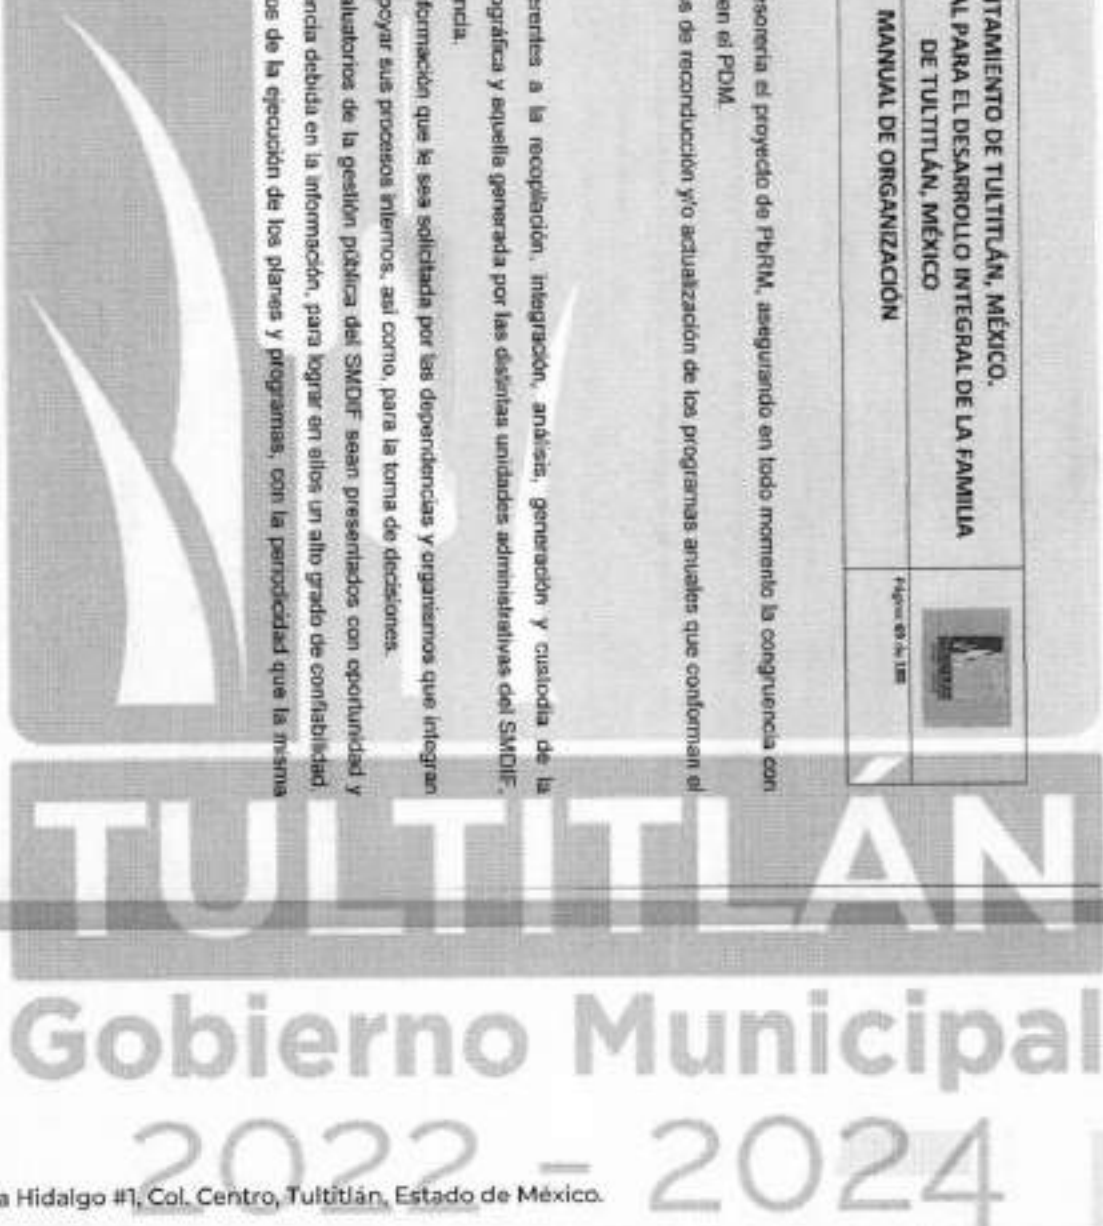 TAMIENTO DE TULTITLÁN, MÉXICO.
AL PARA EL DESARROLLO INTEGRAL DE LA FAMILIA
DE TULTITLÁN, MÉXICO
MANUAL DE ORGANIZACIÓN
Página 69 de 188
esorería el proyecto de PbRM, asegurando en todo momento la congruencia con
en el PDM.
s de reconducción y/o actualización de los programas anuales que conforman el
erentes a la recopilación, integración, análisis, generación y custodia de la
ográfica y aquella generada por las distintas unidades administrativas del SMDIF,
ncia.
formación que le sea solicitada por las dependencias y organismos que integran
poyar sus procesos internos, así como, para la toma de decisiones.
aluatorios de la gestión pública del SMDIF sean presentados con oportunidad y
ncia debida en la información, para lograr en ellos un alto grado de confiabilidad
os de la ejecución de los planes y programas, con la periodicidad que la misma
TULTITLÁN
Gobierno Municipal
2022 – 2024
a Hidalgo #1, Col. Centro, Tultitlán, Estado de México.